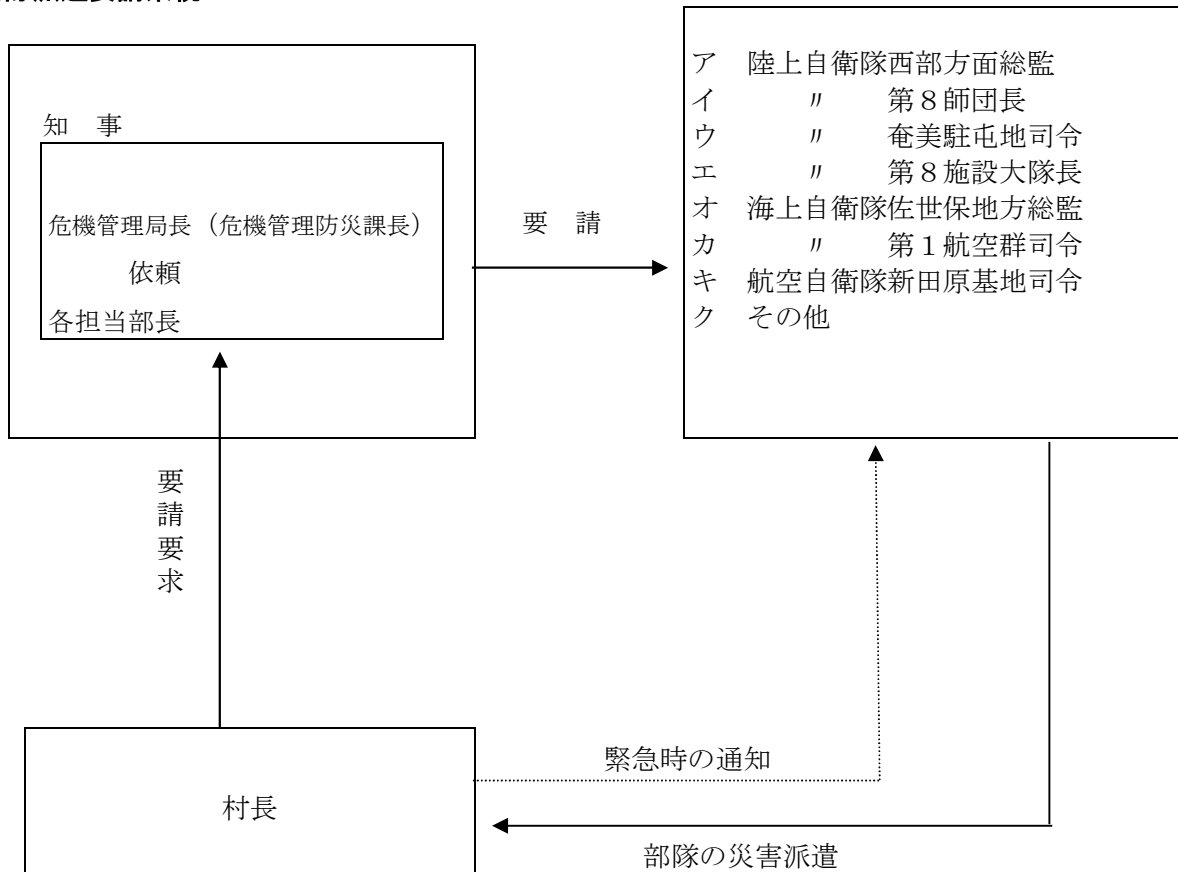 知　事
危機管理局長（危機管理防災課長）
依頼
各担当部長
要　請
ア　陸上自衛隊西部方面総監
イ　　　〃　　　第８師団長
ウ　　　〃　　　奄美駐屯地司令
エ　　　〃　　　第８施設大隊長
オ　海上自衛隊佐世保地方総監
カ　　　〃　　　第１航空群司令
キ　航空自衛隊新田原基地司令
ク　その他
要請要求
緊急時の通知
村長
部隊の災害派遣